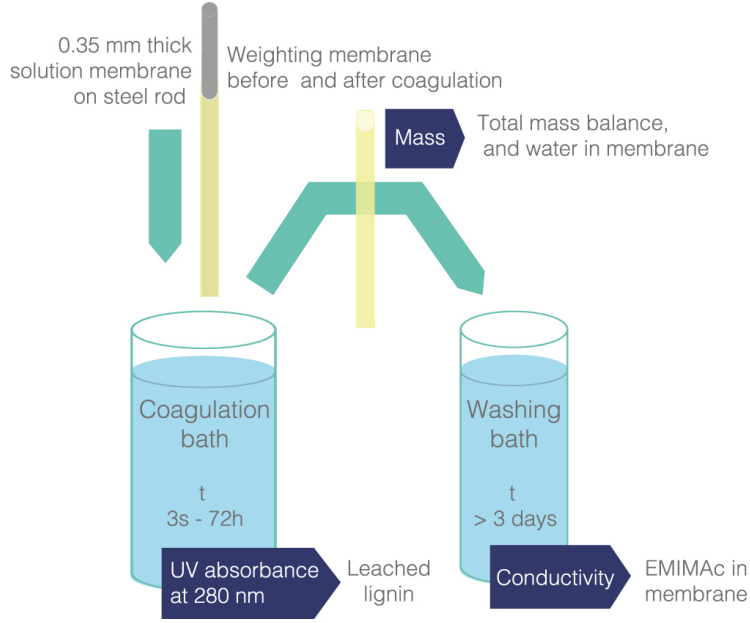 0.35 mm thick
solution membrane
on steel rod
Weighting membrane
before and after coagulation
Mass
Total mass balance,
and water in membrane
Coagulation
bath
t
3s - 72h
Washing
bath
t
> 3 days
UV absorbance
at 280 nm
Leached
lignin
Conductivity
EMIMAc in
membrane